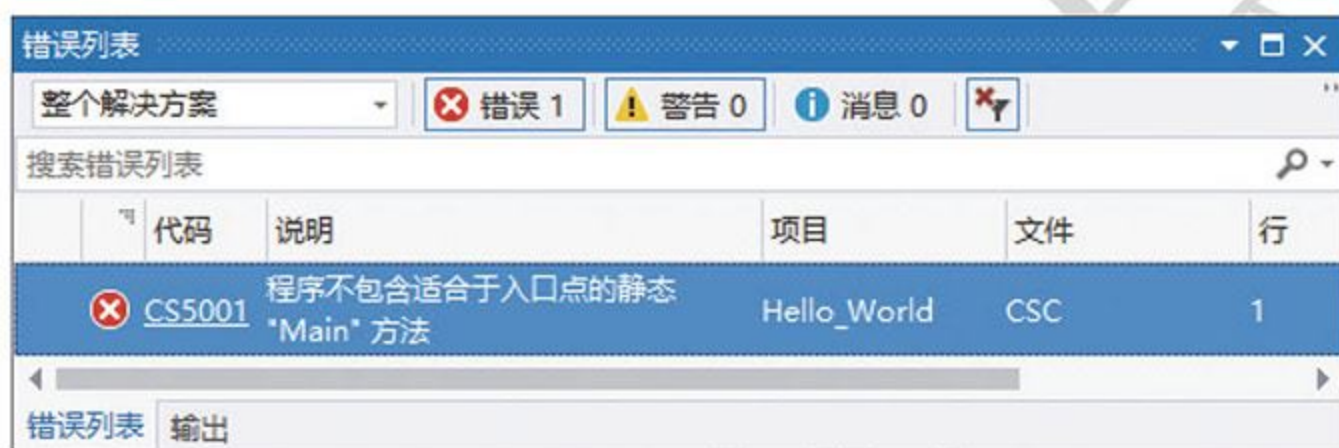 错误列表
整个解决方案 错误 1 警告 0 消息 0
搜索错误列表
代码 说明 项目 文件 行
CS5001 程序不包含适合于入口点的静态 "Main" 方法 Hello_World CSC 1
错误列表 输出